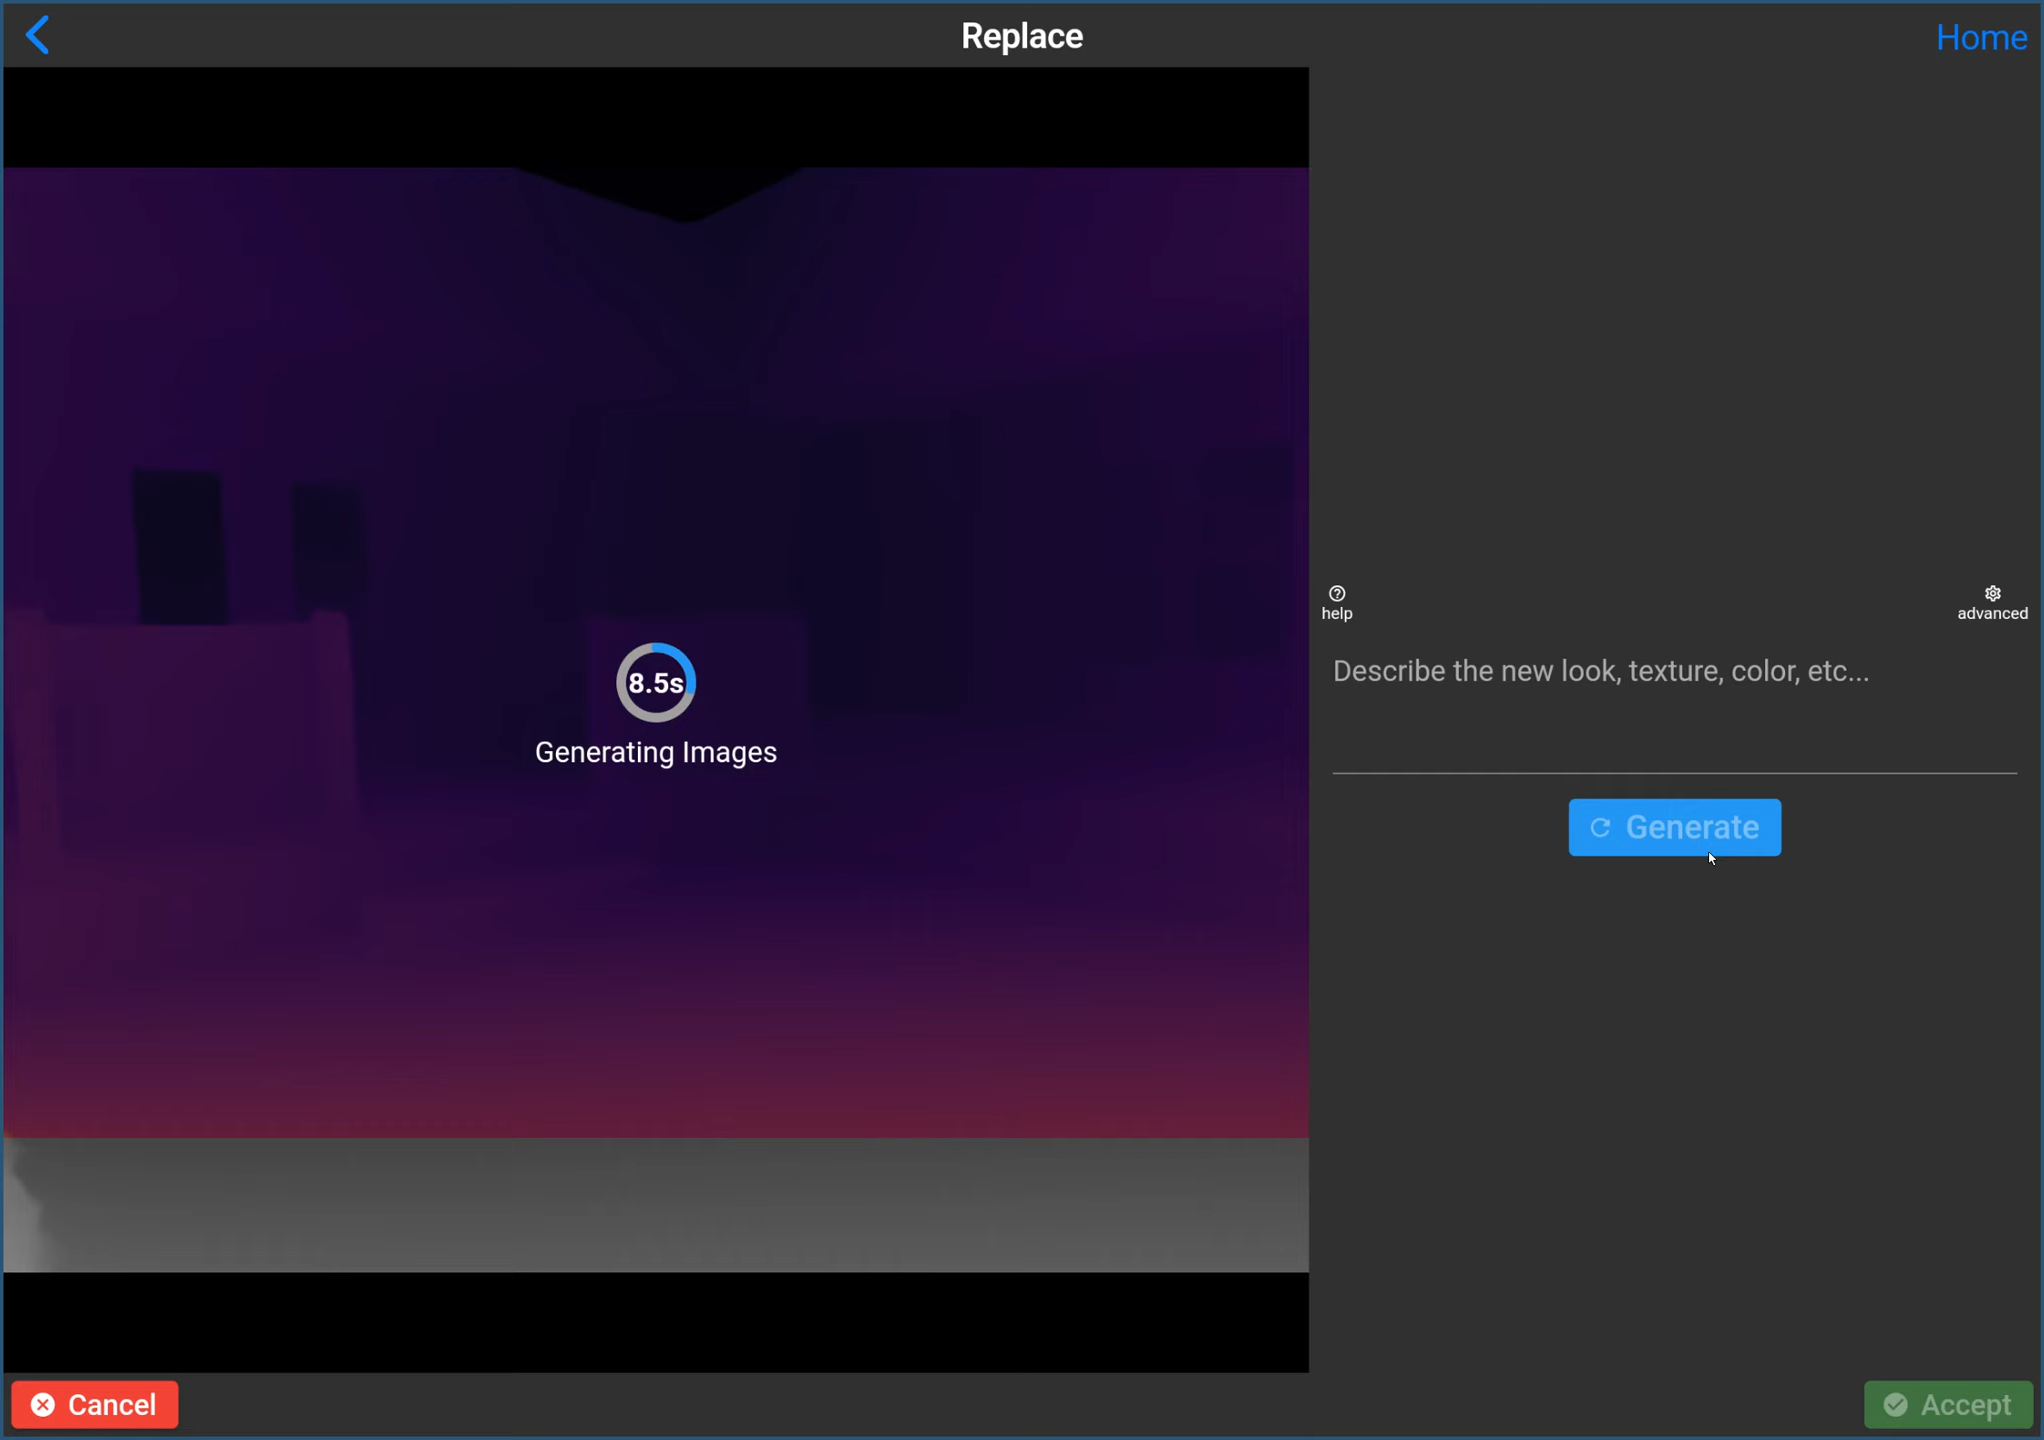 Replace
Home
help
advanced
Describe the new look, texture, color, etc...
8.5s
Generating Images
Generate
Cancel
Accept